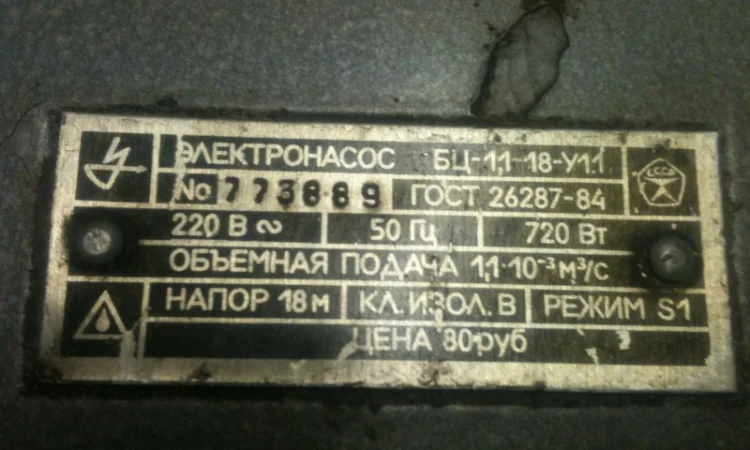 ЭЛЕКТРОНАСОС БЦ-1,1-18-У1.1
№ 773889 ГОСТ 26287-84
СССР
220 В ∾ 50 Гц 720 Вт
ОБЪЕМНАЯ ПОДАЧА 1,1·10⁻³ м³/с
НАПОР 18 м КЛ. ИЗОЛ. В РЕЖИМ S1
ЦЕНА 80 руб